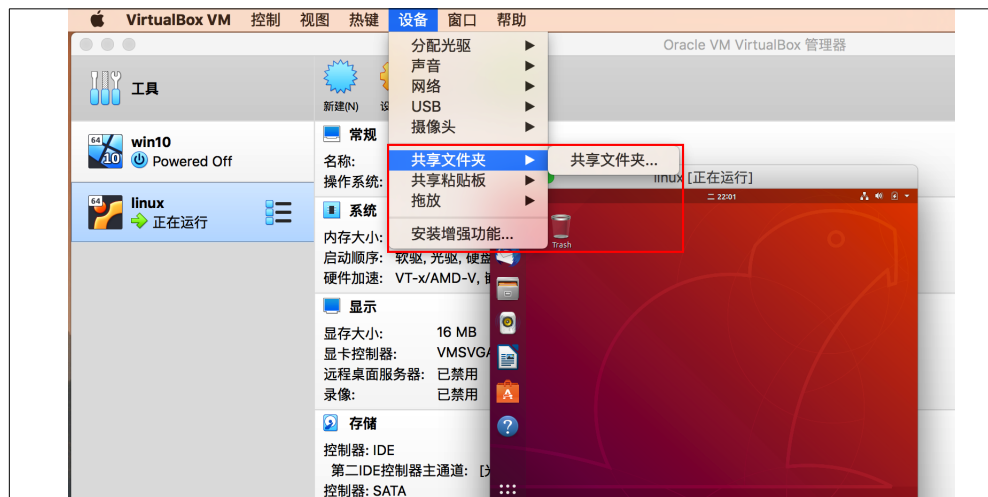 VirtualBox VM 控制 视图 热键 设备 窗口 帮助
Oracle VM VirtualBox 管理器
分配光驱
声音
网络
USB
摄像头
共享文件夹
共享文件夹...
共享粘贴板
拖放
安装增强功能...
工具
新建(N)
64
10
win10
Powered Off
64
linux
正在运行
常规
名称:
操作系统:
系统
内存大小:
启动顺序: 软驱, 光驱, 硬盘
硬件加速: VT-x/AMD-V,
显示
显存大小: 16 MB
显卡控制器: VMSVGA
远程桌面服务器: 已禁用
录像: 已禁用
存储
控制器: IDE
第二IDE控制器主通道:
控制器: SATA
linux [正在运行]
二 22:01
Trash